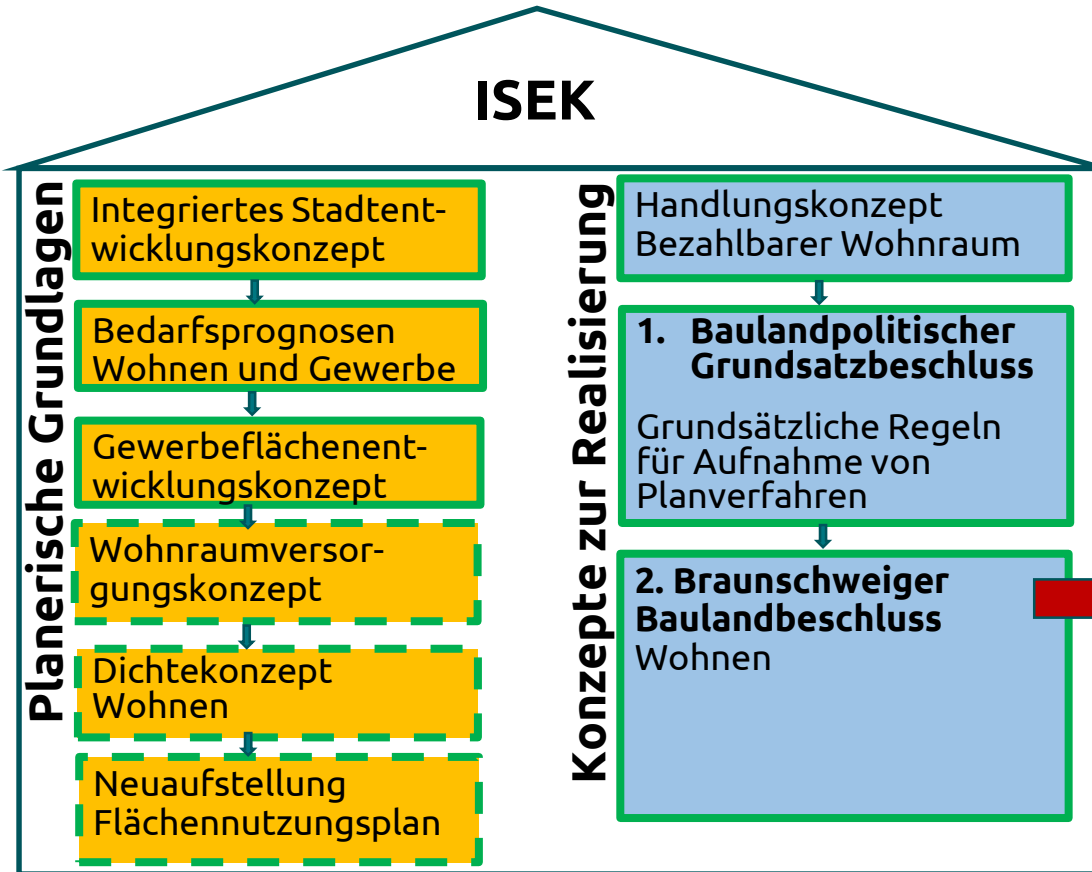 ISEK
Planerische Grundlagen
Integriertes Stadtent-
wicklungskonzept
Bedarfsprognosen
Wohnen und Gewerbe
Gewerbeflächenent-
wicklungskonzept
Wohnraumversor-
gungskonzept
Dichtekonzept
Wohnen
Neuaufstellung
Flächennutzungsplan
Konzepte zur Realisierung
Handlungskonzept
Bezahlbarer Wohnraum
1. Baulandpolitischer
Grundsatzbeschluss
Grundsätzliche Regeln
für Aufnahme von
Planverfahren
2. Braunschweiger
Baulandbeschluss
Wohnen